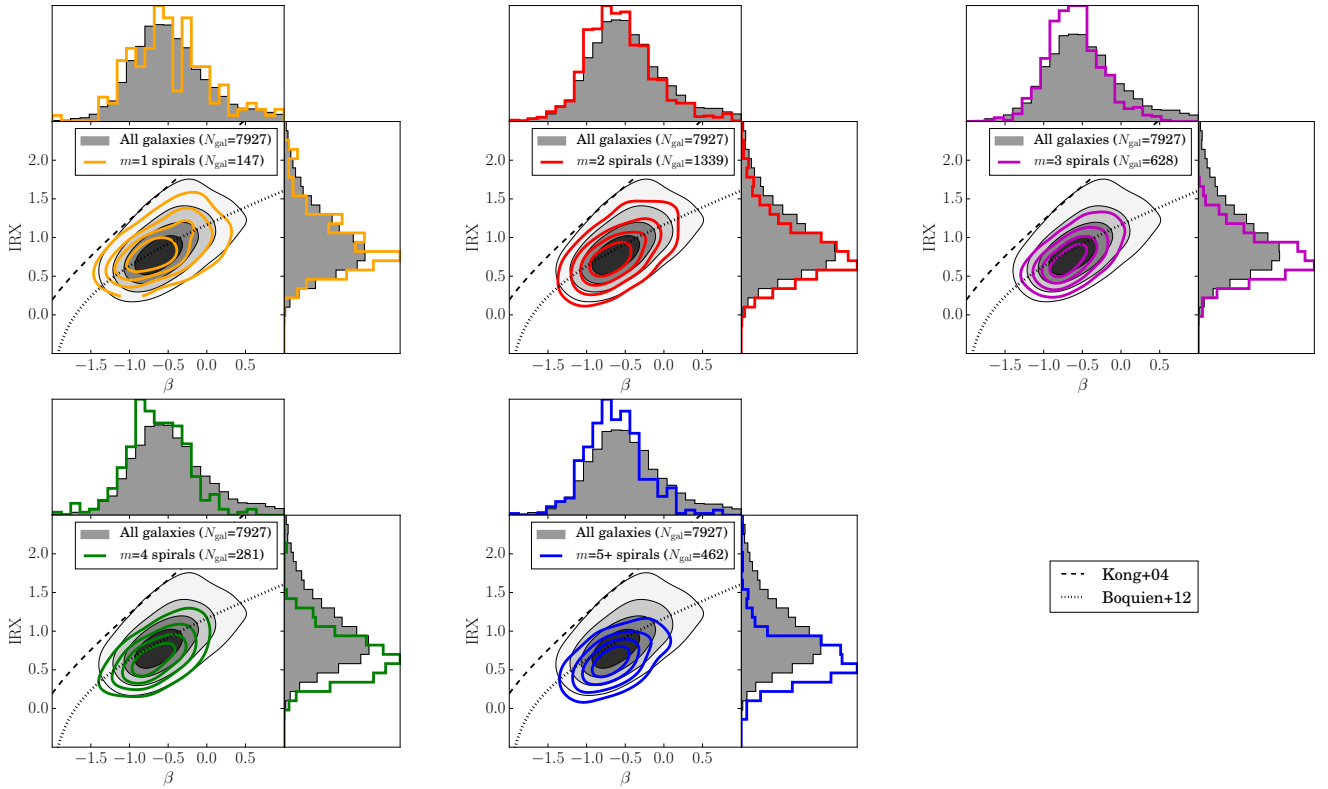 All galaxies (N_gal=7927)
m=1 spirals (N_gal=147)
IRX
2.0
1.5
1.0
0.5
0.0
−1.5 −1.0 −0.5 0.0 0.5
β
All galaxies (N_gal=7927)
m=2 spirals (N_gal=1339)
IRX
2.0
1.5
1.0
0.5
0.0
−1.5 −1.0 −0.5 0.0 0.5
β
All galaxies (N_gal=7927)
m=3 spirals (N_gal=628)
IRX
2.0
1.5
1.0
0.5
0.0
−1.5 −1.0 −0.5 0.0 0.5
β
All galaxies (N_gal=7927)
m=4 spirals (N_gal=281)
IRX
2.0
1.5
1.0
0.5
0.0
−1.5 −1.0 −0.5 0.0 0.5
β
All galaxies (N_gal=7927)
m=5+ spirals (N_gal=462)
IRX
2.0
1.5
1.0
0.5
0.0
−1.5 −1.0 −0.5 0.0 0.5
β
Kong+04
Boquien+12